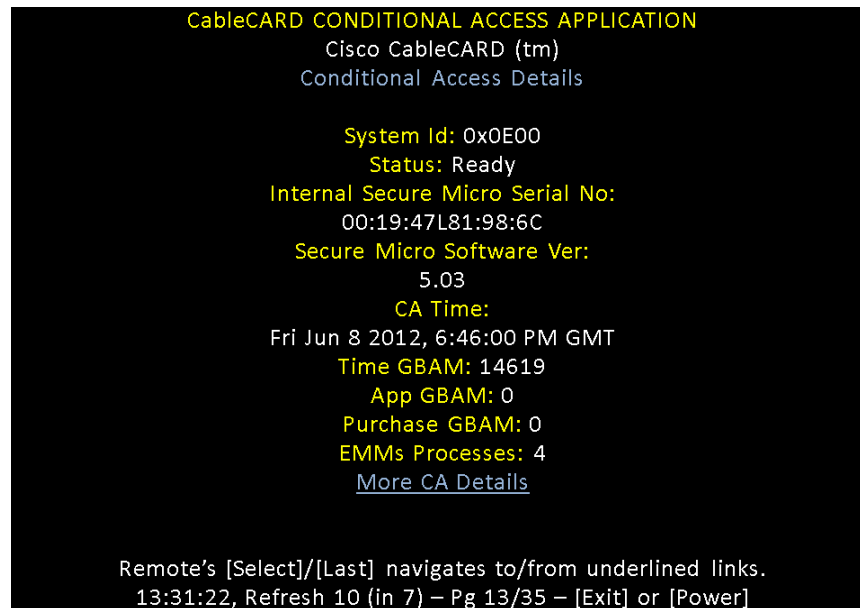 CableCARD CONDITIONAL ACCESS APPLICATION
Cisco CableCARD (tm)
Conditional Access Details
System Id: 0x0E00
Status: Ready
Internal Secure Micro Serial No:
00:19:47L81:98:6C
Secure Micro Software Ver:
5.03
CA Time:
Fri Jun 8 2012, 6:46:00 PM GMT
Time GBAM: 14619
App GBAM: 0
Purchase GBAM: 0
EMMs Processes: 4
More CA Details
Remote's [Select]/[Last] navigates to/from underlined links.
13:31:22, Refresh 10 (in 7) – Pg 13/35 – [Exit] or [Power]